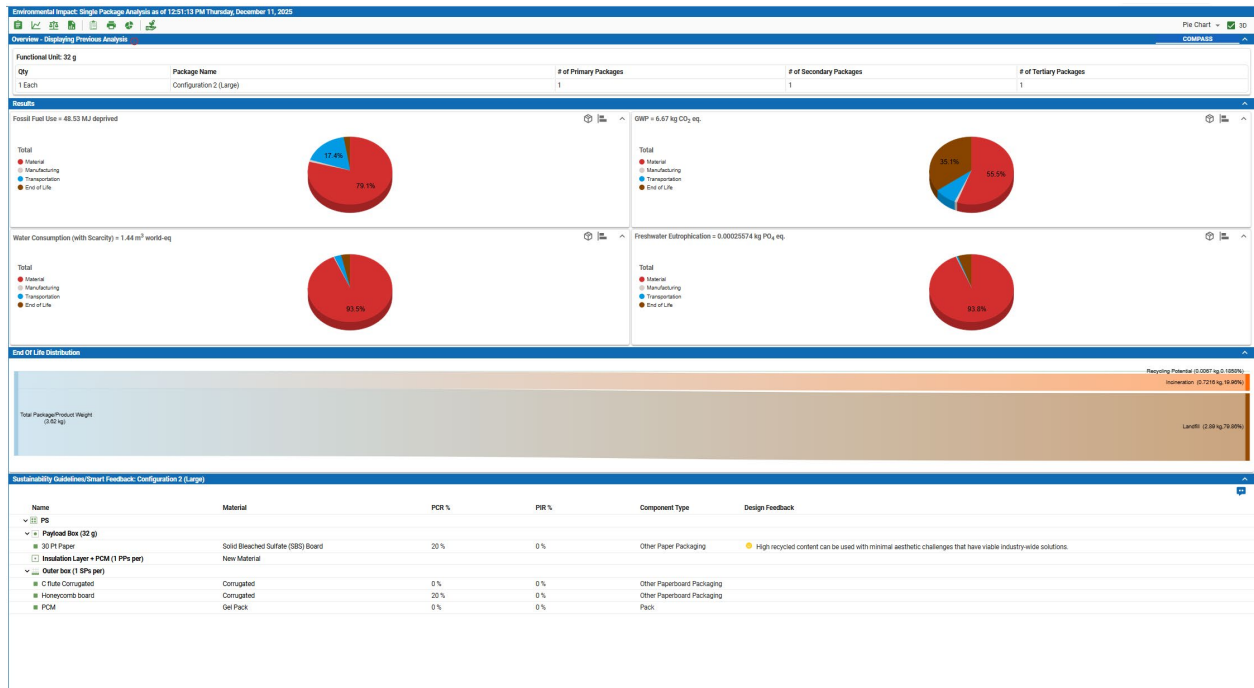 Environmental Impact: Single Package Analysis as of 12:51:13 PM Thursday, December 11, 2025
Pie Chart 3D
Overview - Displaying Previous Analysis COMPASS
Functional Unit: 32 g
Qty Package Name # of Primary Packages # of Secondary Packages # of Tertiary Packages
1 Each Configuration 2 (Large) 1 1 1
Results
Fossil Fuel Use = 48.53 MJ deprived
Total
Material
Manufacturing
Transportation
End of Life
17.4%
79.1%
GWP = 6.67 kg CO2 eq.
Total
Material
Manufacturing
Transportation
End of Life
35.1%
55.5%
Water Consumption (with Scarcity) = 1.44 m³ world-eq
Total
Material
Manufacturing
Transportation
End of Life
93.5%
Freshwater Eutrophication = 0.00025574 kg PO4 eq.
Total
Material
Manufacturing
Transportation
End of Life
93.8%
End Of Life Distribution
Recycling Potential (0.0067 kg,0.1858%)
Incineration (0.7216 kg,19.96%)
Total Package/Product Weight
(3.62 kg)
Landfill (2.89 kg,79.86%)
Sustainability Guidelines/Smart Feedback: Configuration 2 (Large)
Name Material PCR % PIR % Component Type Design Feedback
PS
Payload Box (32 g)
30 Pt Paper Solid Bleached Sulfate (SBS) Board 20 % 0 % Other Paper Packaging High recycled content can be used with minimal aesthetic challenges that have viable industry-wide solutions.
Insulation Layer + PCM (1 PPs per) New Material
Outer box (1 SPs per)
C flute Corrugated Corrugated 0 % 0 % Other Paperboard Packaging
Honeycomb board Corrugated 20 % 0 % Other Paperboard Packaging
PCM Gel Pack 0 % 0 % Pack